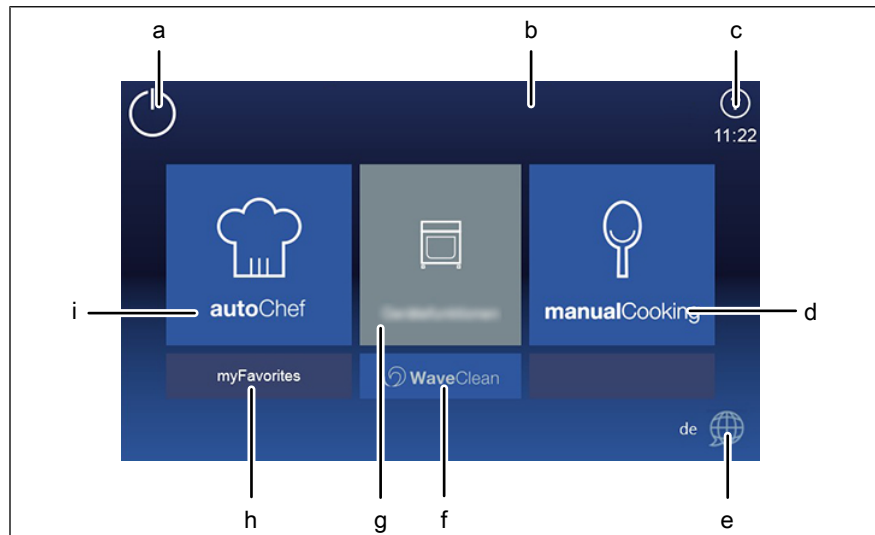 a
b
c
11:22
autoChef
manualCooking
i
d
myFavorites
WaveClean
de
h
g
f
e